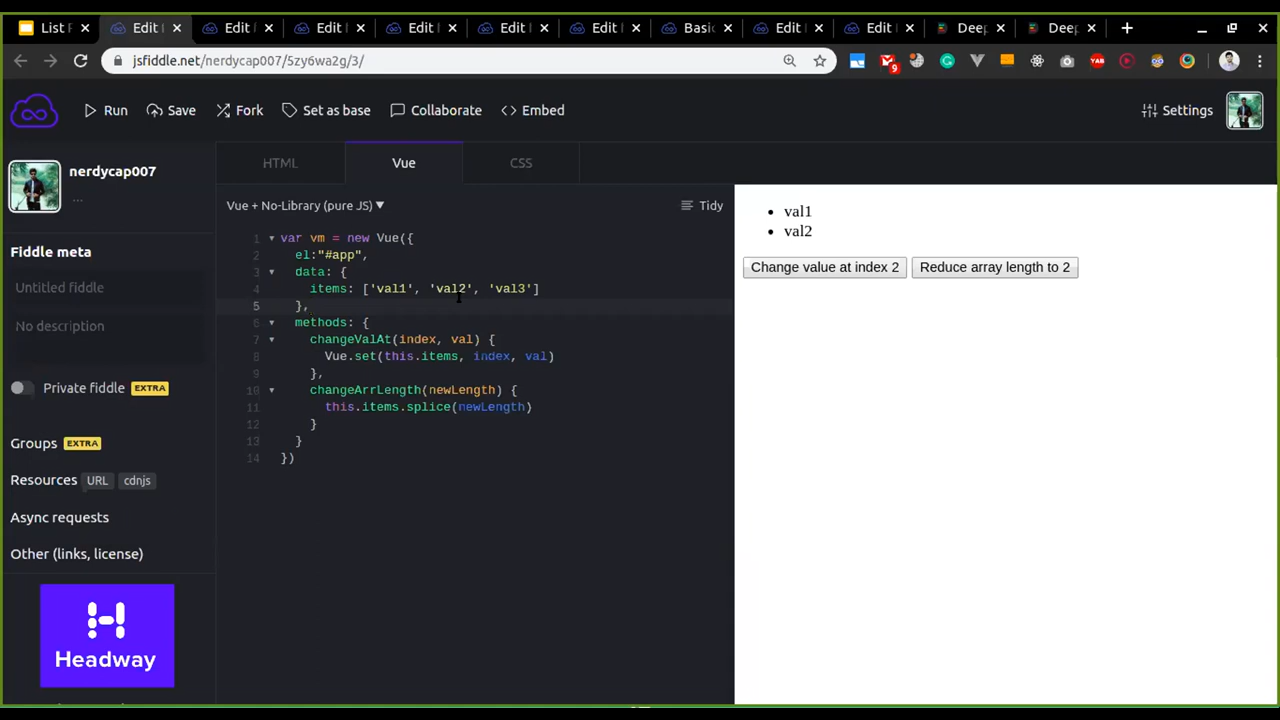 List F
Edit
Edit
Edit
Edit
Edit
Edit
Basic
Edit
Edit
Deep
Deep
jsfiddle.net/nerdycap007/5zy6wa2g/3/
9
YAB
Run
Save
Fork
Set as base
Collaborate
Embed
Settings
nerdycap007
...
HTML
Vue
CSS
Vue + No-Library (pure JS) ▼
Tidy
Fiddle meta
Untitled fiddle
No description
Private fiddle EXTRA
Groups EXTRA
Resources URL cdnjs
Async requests
Other (links, license)
Headway
1 var vm = new Vue({
2 el:"#app",
3 data: {
4 items: ['val1', 'val2', 'val3']
5 },
6 methods: {
7 changeValAt(index, val) {
8 Vue.set(this.items, index, val)
9 },
10 changeArrLength(newLength) {
11 this.items.splice(newLength)
12 }
13 }
14 })
• val1
• val2
Change value at index 2
Reduce array length to 2